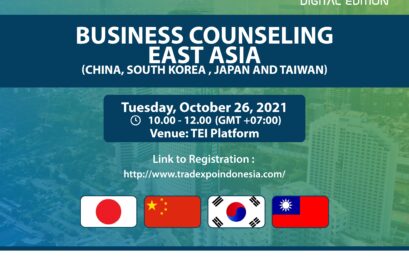 DIGITAL EDITION
BUSINESS COUNSELING
EAST ASIA
(CHINA, SOUTH KOREA , JAPAN AND TAIWAN)
Tuesday, October 26, 2021
10.00 - 12.00 (GMT +07:00)
Venue: TEI Platform
Link to Registration :
http://www.tradexpoindonesia.com/